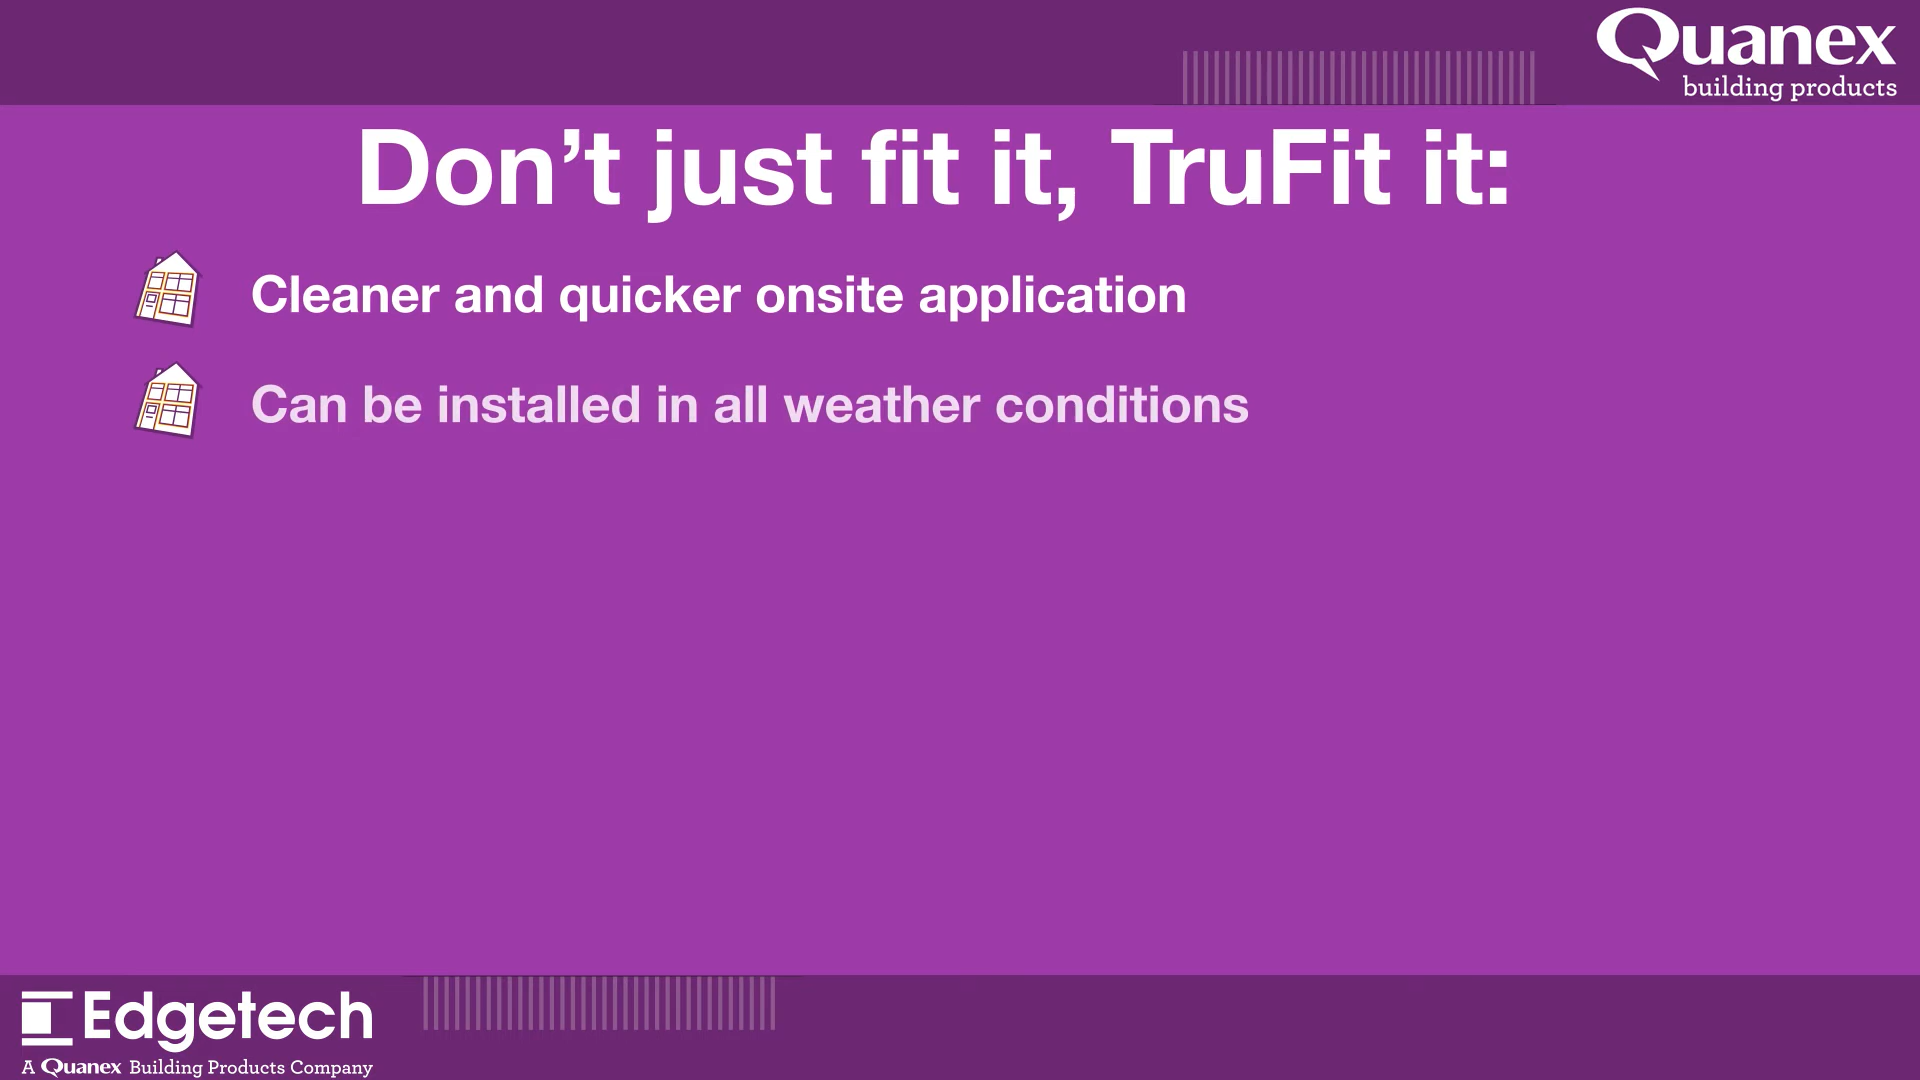 Quanex
building products
Don’t just fit it, TruFit it:
Cleaner and quicker onsite application
Can be installed in all weather conditions
Edgetech
A Quanex Building Products Company